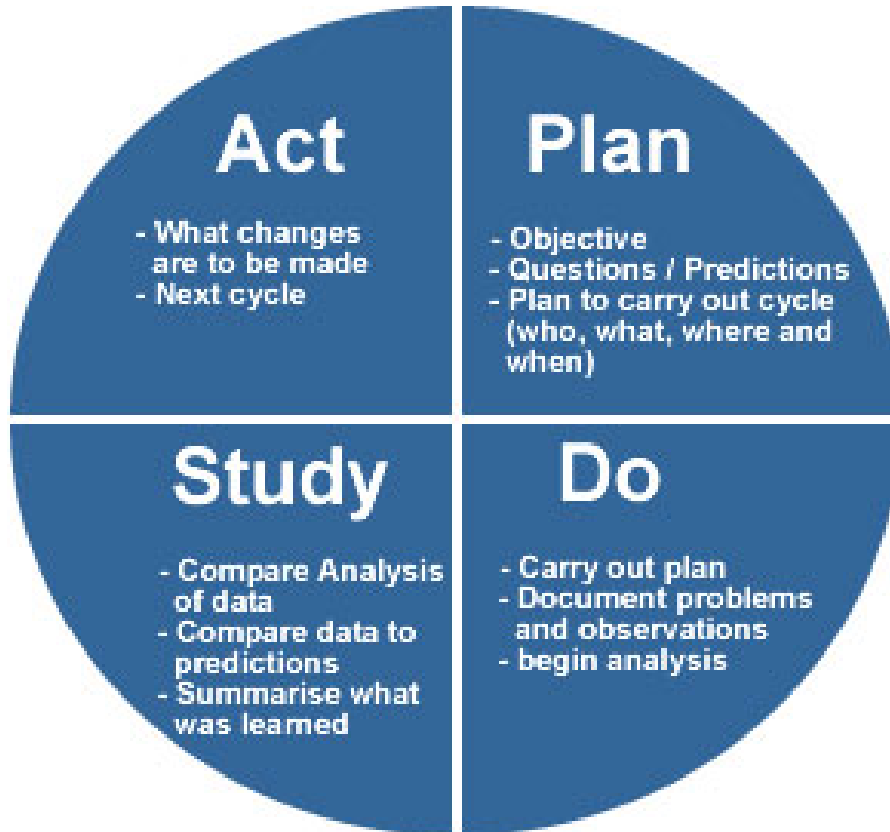 Act
- What changes
are to be made
- Next cycle
Plan
- Objective
- Questions / Predictions
- Plan to carry out cycle
(who, what, where and
when)
Study
- Compare Analysis
of data
- Compare data to
predictions
- Summarise what
was learned
Do
- Carry out plan
- Document problems
and observations
- begin analysis